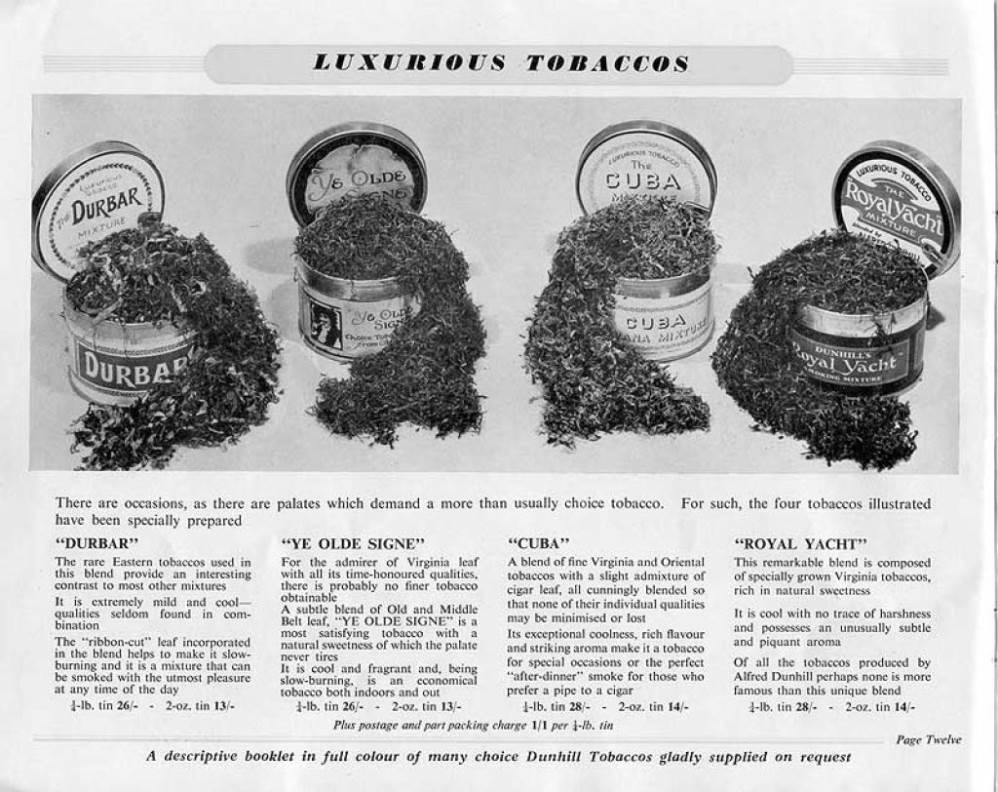 LUXURIOUS TOBACCOS
LUXURIOUS
TOBACCO
THE DURBAR
MIXTURE
YE OLDE
SIGNE
LUXURIOUS TOBACCO
The
CUBA
MIXTURE
LUXURIOUS TOBACCO
THE
Royal Yacht
MIXTURE
DURBAR
Ye Olde
Signe
CUBA
MIXTURE
DUNHILL'S
Royal Yacht
SMOKING MIXTURE
There are occasions, as there are palates which demand a more than usually choice tobacco. For such, the four tobaccos illustrated
have been specially prepared
“DURBAR”
The rare Eastern tobaccos used in
this blend provide an interesting
contrast to most other mixtures
It is extremely mild and cool—
qualities seldom found in com-
bination
The “ribbon-cut” leaf incorporated
in the blend helps to make it slow-
burning and it is a mixture that can
be smoked with the utmost pleasure
at any time of the day
¼-lb. tin 26/- - 2-oz. tin 13/-
“YE OLDE SIGNE”
For the admirer of Virginia leaf
with all its time-honoured qualities,
there is probably no finer tobacco
obtainable
A subtle blend of Old and Middle
Belt leaf, “YE OLDE SIGNE” is a
most satisfying tobacco with a
natural sweetness of which the palate
never tires
It is cool and fragrant and, being
slow-burning, is an economical
tobacco both indoors and out
¼-lb. tin 26/- - 2-oz. tin 13/-
“CUBA”
A blend of fine Virginia and Oriental
tobaccos with a slight admixture of
cigar leaf, all cunningly blended so
that none of their individual qualities
may be minimised or lost
Its exceptional coolness, rich flavour
and striking aroma make it a tobacco
for special occasions or the perfect
“after-dinner” smoke for those who
prefer a pipe to a cigar
¼-lb. tin 28/- - 2-oz. tin 14/-
“ROYAL YACHT”
This remarkable blend is composed
of specially grown Virginia tobaccos,
rich in natural sweetness
It is cool with no trace of harshness
and possesses an unusually subtle
and piquant aroma
Of all the tobaccos produced by
Alfred Dunhill perhaps none is more
famous than this unique blend
¼-lb. tin 28/- - 2-oz. tin 14/-
Plus postage and part packing charge 1/1 per ¼-lb. tin
Page Twelve
A descriptive booklet in full colour of many choice Dunhill Tobaccos gladly supplied on request